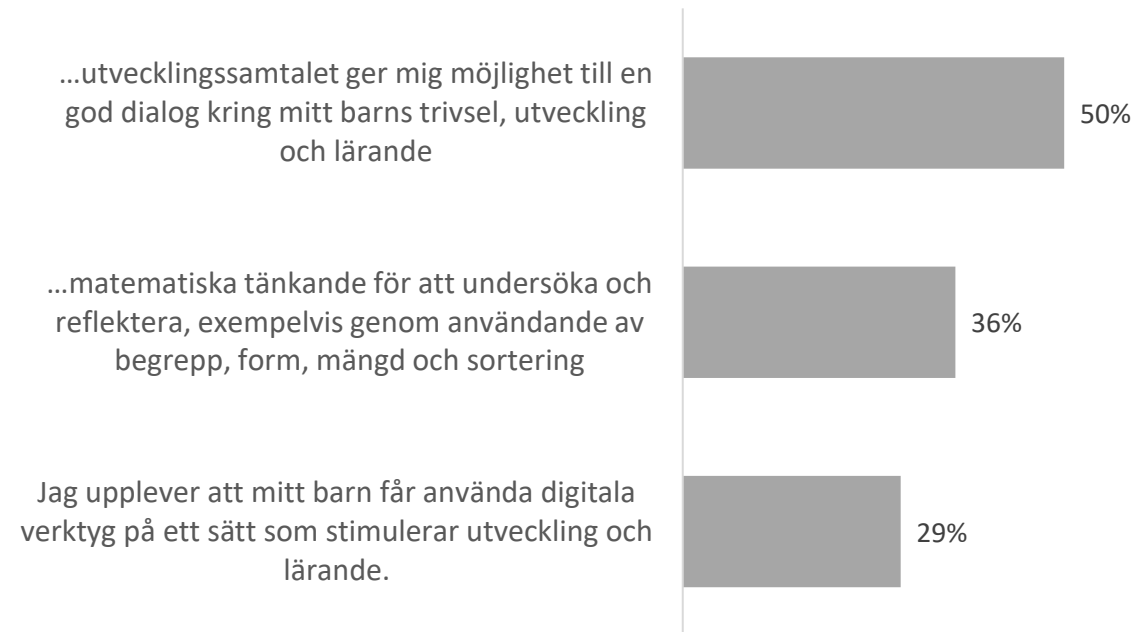 …utvecklingssamtalet ger mig möjlighet till en
god dialog kring mitt barns trivsel, utveckling
och lärande
50%
…matematiska tänkande för att undersöka och
reflektera, exempelvis genom användande av
begrepp, form, mängd och sortering
36%
Jag upplever att mitt barn får använda digitala
verktyg på ett sätt som stimulerar utveckling och
lärande.
29%